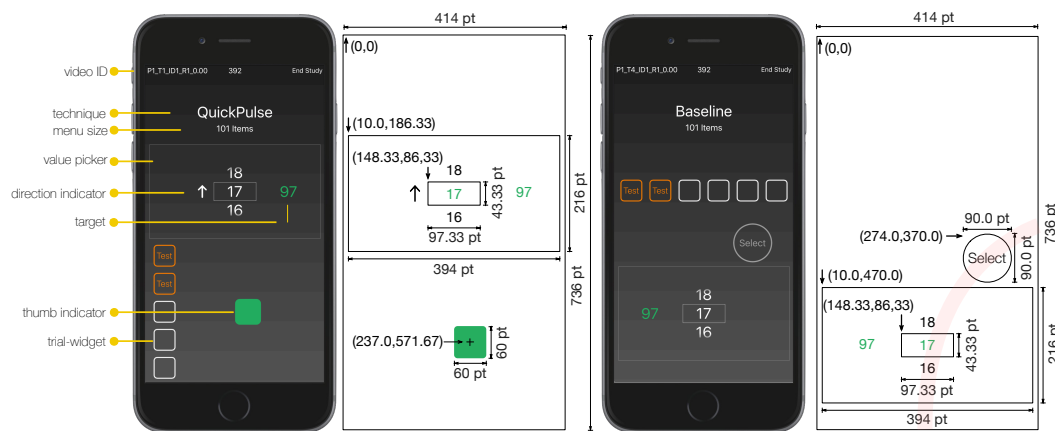 video ID
technique
menu size
value picker
direction indicator
target
thumb indicator
trial-widget
P1_T1_ID1_R1_0.00 392 End Study
QuickPulse
101 Items
18
↑ 17 97
16
Test
Test
414 pt
(0,0)
(10.0,186.33)
(148.33,86,33)
18
↑ 17 97
16
43.33 pt
97.33 pt
216 pt
394 pt
736 pt
(237.0,571.67)
+
60 pt
60 pt
P1_T4_ID1_R1_0.00 392 End Study
Baseline
101 Items
Test Test
Select
18
97 17
16
414 pt
(0,0)
90.0 pt
(274.0,370.0)
Select
90.0 pt
736 pt
(10.0,470.0)
(148.33,86,33)
18
97 17
16
43.33 pt
97.33 pt
216 pt
394 pt